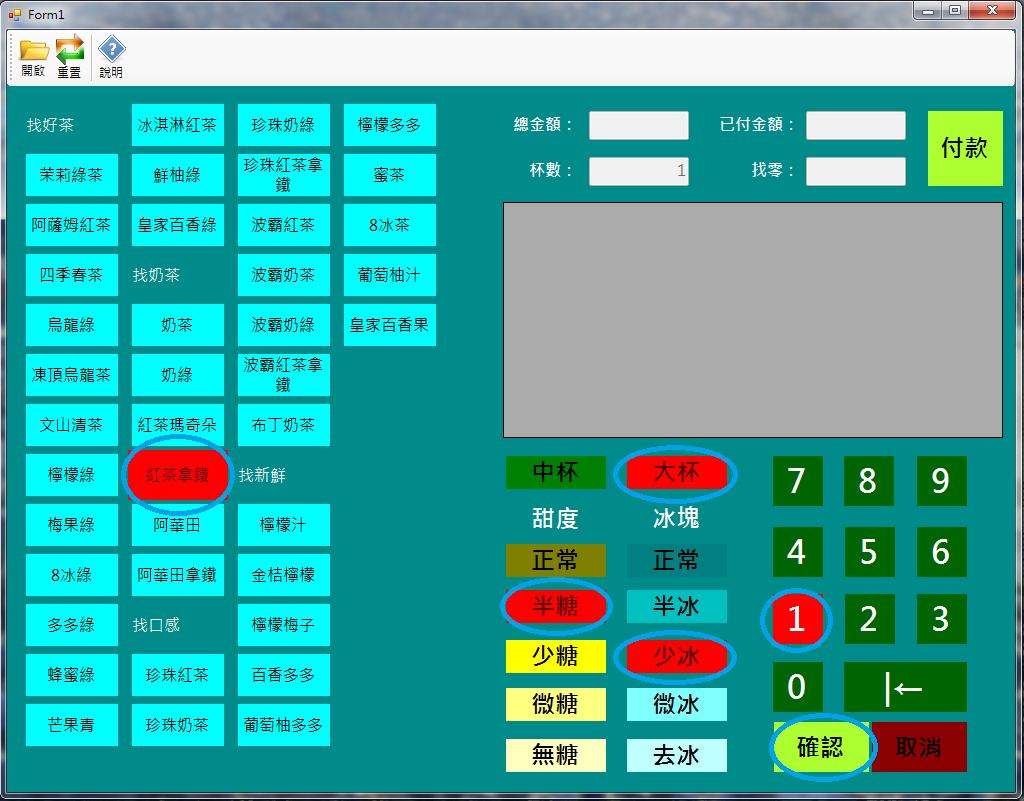 Form1
開啟
重置
說明
找好茶
茉莉綠茶
阿薩姆紅茶
四季春茶
烏龍綠
凍頂烏龍茶
文山清茶
檸檬綠
梅果綠
8冰綠
多多綠
蜂蜜綠
芒果青
冰淇淋紅茶
鮮柚綠
皇家百香綠
找奶茶
奶茶
奶綠
紅茶瑪奇朵
紅茶拿鐵
阿華田
阿華田拿鐵
找口感
珍珠紅茶
珍珠奶茶
珍珠奶綠
珍珠紅茶拿
鐵
波霸紅茶
波霸奶茶
波霸奶綠
波霸紅茶拿
鐵
布丁奶茶
找新鮮
檸檬汁
金桔檸檬
檸檬梅子
百香多多
葡萄柚多多
檸檬多多
蜜茶
8冰茶
葡萄柚汁
皇家百香果
總金額：
已付金額：
杯數：
1
找零：
付款
中杯
大杯
甜度
冰塊
正常
正常
半糖
半冰
少糖
少冰
微糖
微冰
無糖
去冰
7
8
9
4
5
6
1
2
3
0
|←
確認
取消